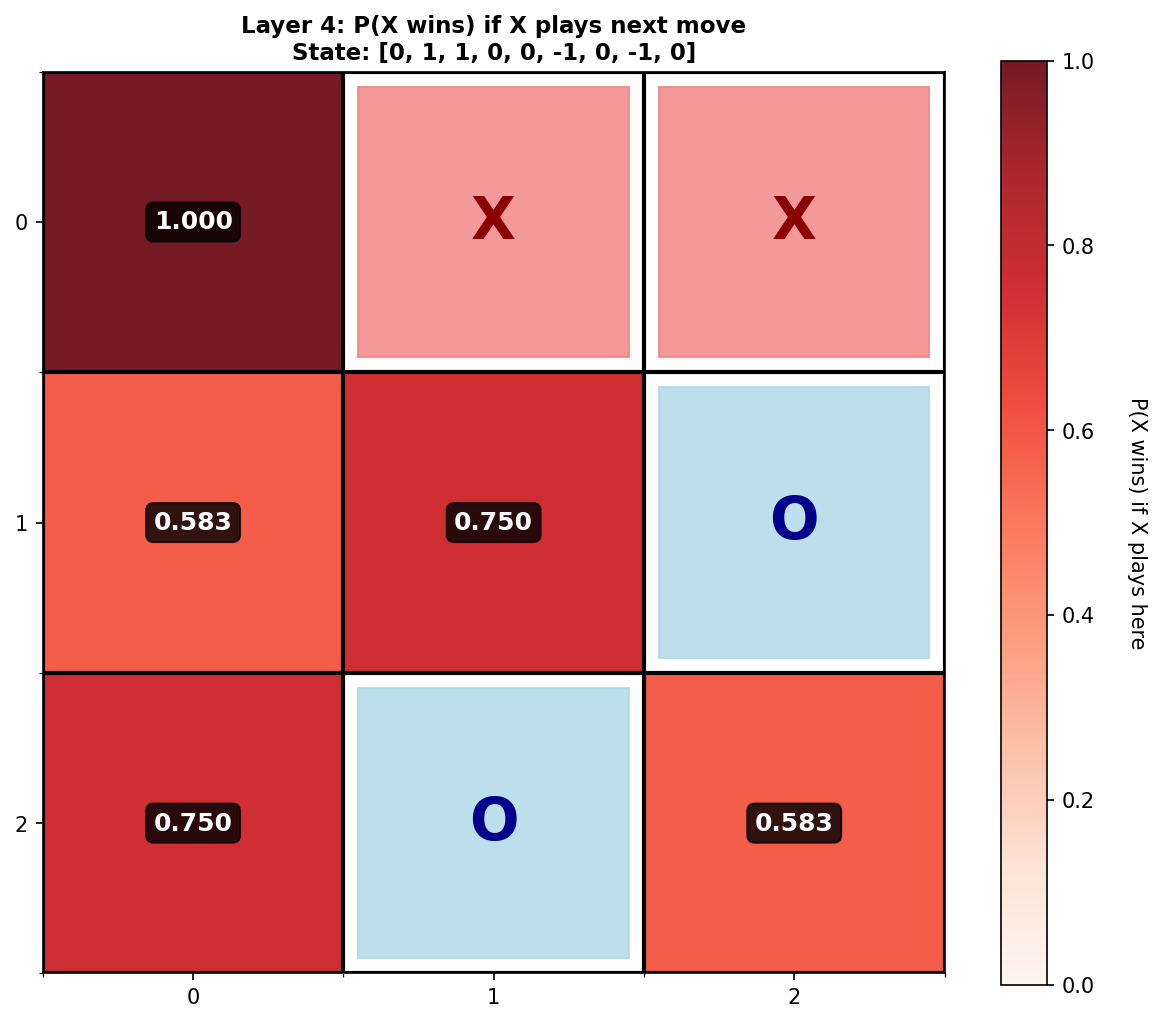 Layer 4: P(X wins) if X plays next move
State: [0, 1, 1, 0, 0, -1, 0, -1, 0]
1.000 X X
0.583 0.750 O
0.750 O 0.583
0
1
2
0 1 2
1.0
0.8
0.6
0.4
0.2
0.0
P(X wins) if X plays here